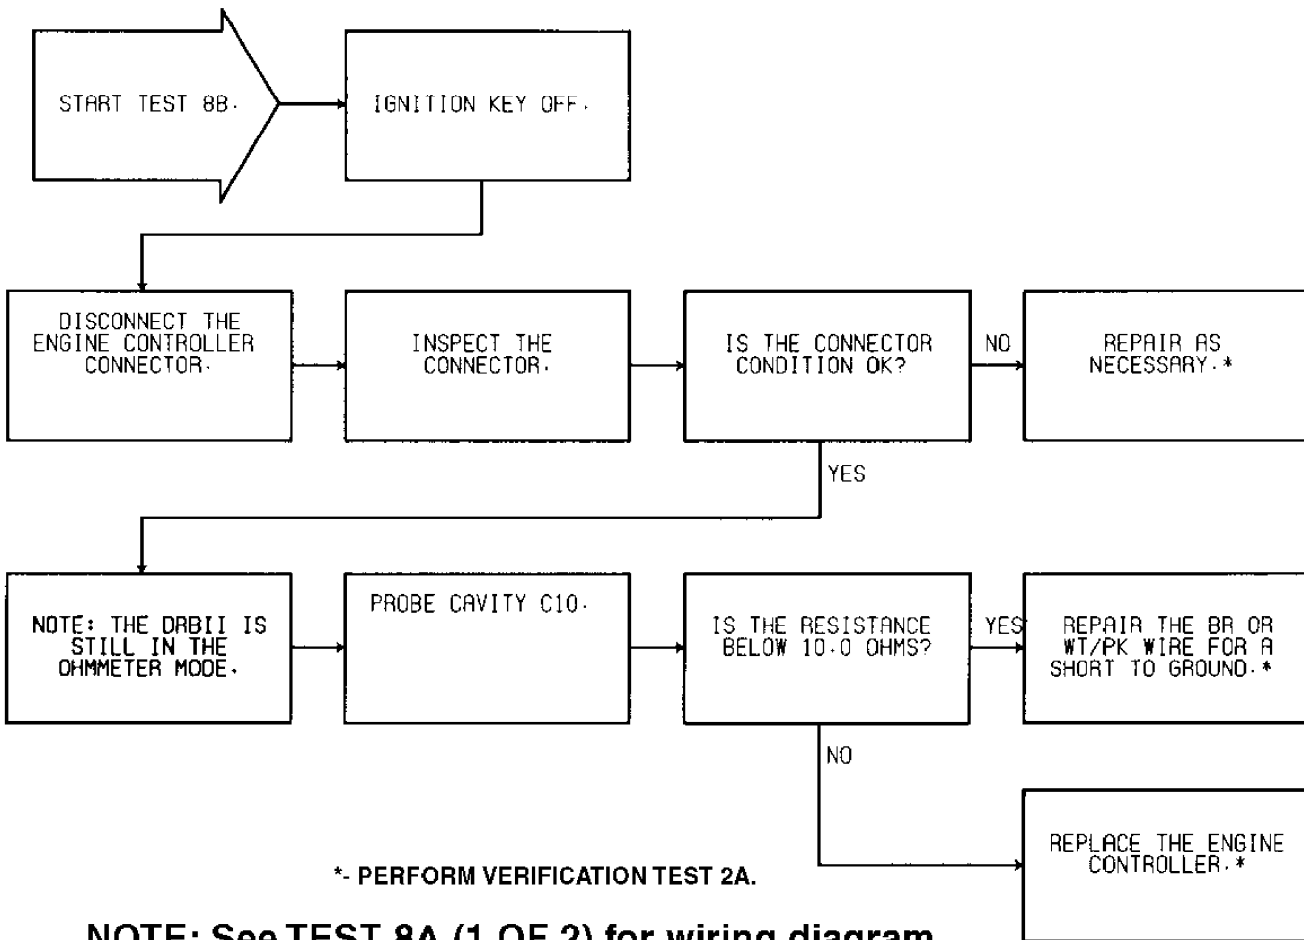 START TEST 8B.
IGNITION KEY OFF.
DISCONNECT THE
ENGINE CONTROLLER
CONNECTOR.
INSPECT THE
CONNECTOR.
IS THE CONNECTOR
CONDITION OK?
NO
REPAIR AS
NECESSARY.*
YES
NOTE: THE DRBII IS
STILL IN THE
OHMMETER MODE.
PROBE CAVITY C10.
IS THE RESISTANCE
BELOW 10.0 OHMS?
YES
REPAIR THE BR OR
WT/PK WIRE FOR A
SHORT TO GROUND.*
NO
REPLACE THE ENGINE
CONTROLLER.*
*- PERFORM VERIFICATION TEST 2A.
NOTE: See TEST 8A (1 OF 2) for wiring diagram